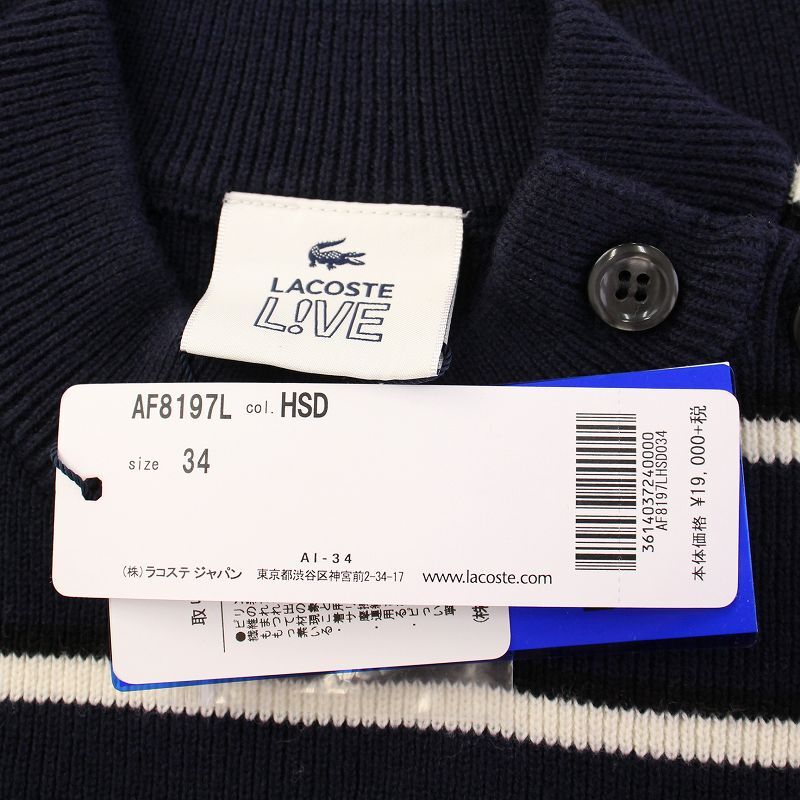 LACOSTE
L!VE
AF8197L col. HSD
size 34
AI-34
(株)ラコステ ジャパン 東京都渋谷区神宮前2-34-17 www.lacoste.com
3614037240000
AF8197LHSD034
本体価格 ¥19,000+税
取
(株)